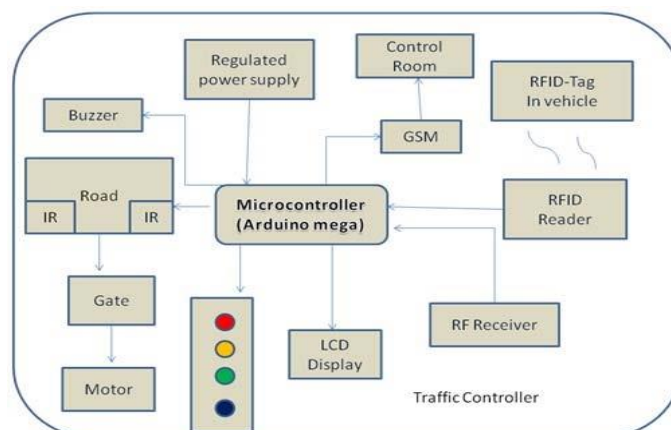 Regulated
power supply
Control
Room
RFID-Tag
In vehicle
Buzzer
GSM
Road
IR
IR
Microcontroller
(Arduino mega)
RFID
Reader
Gate
RF Receiver
LCD
Display
Motor
Traffic Controller